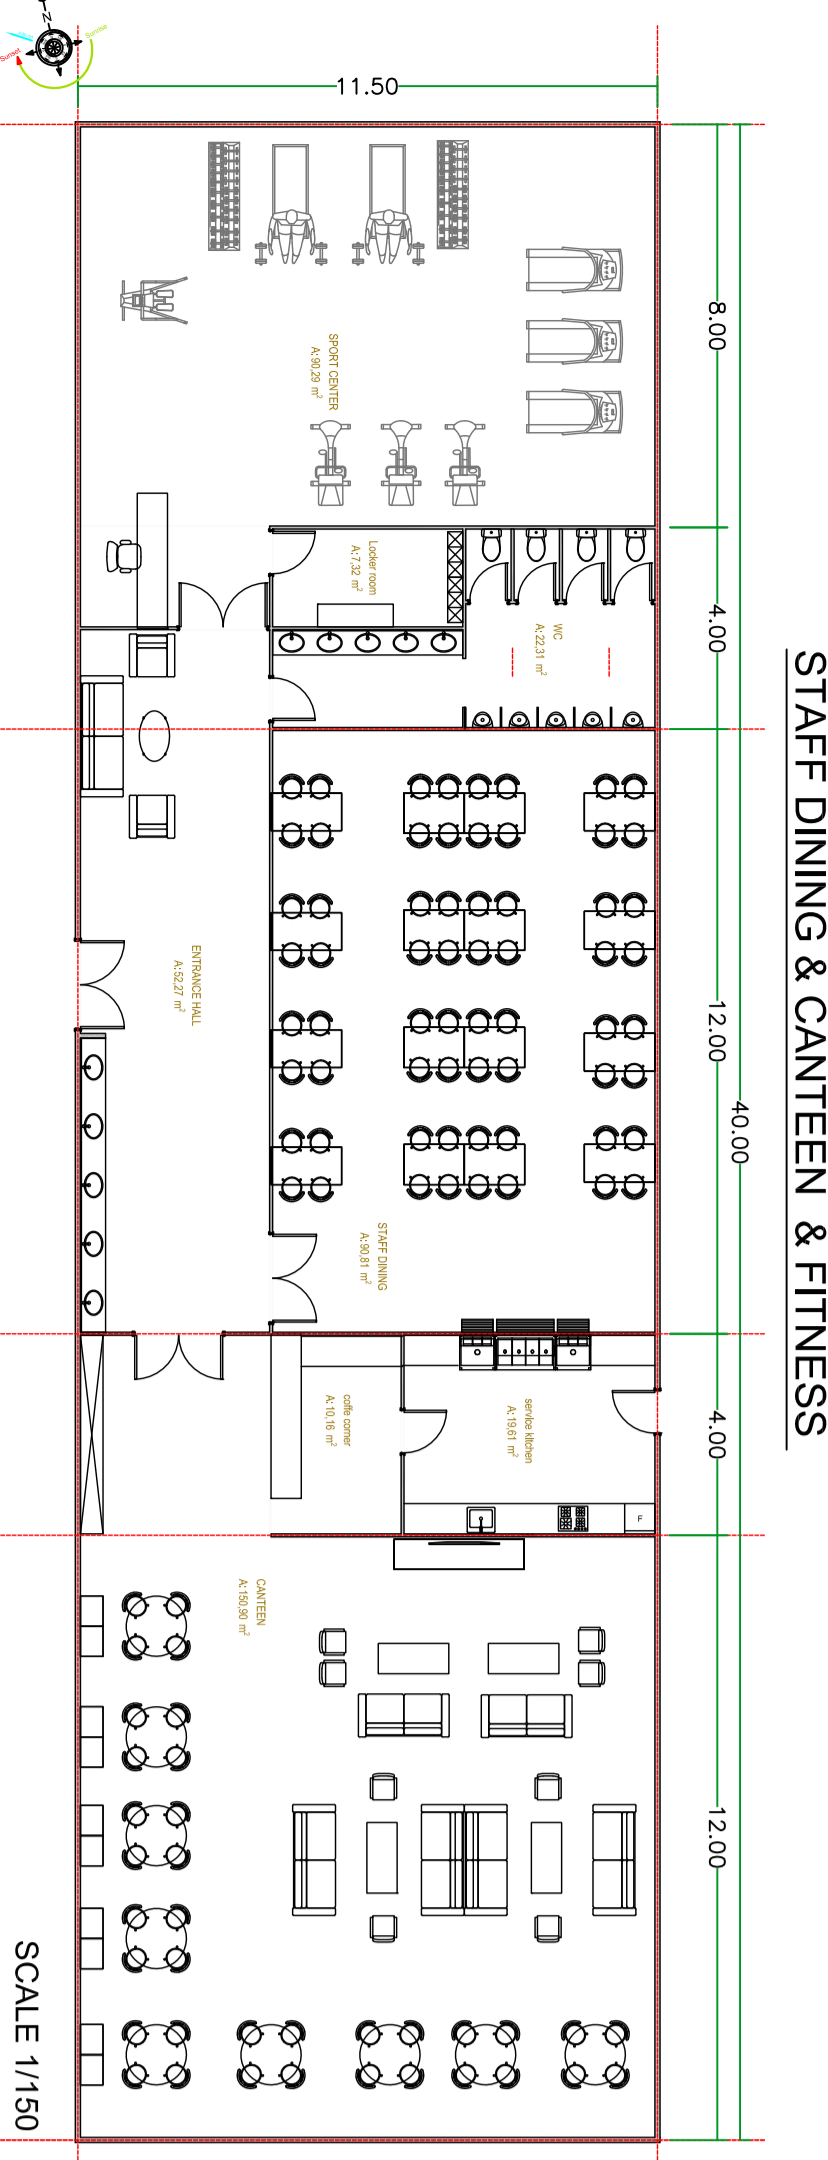 STAFF DINING & CANTEEN & FITNESS
40.00
8.00
4.00
12.00
4.00
12.00
11.50
N
Sunrise
Sunset
SPORT CENTER
A:90,29 m²
Locker room
A:7,32 m²
WC
A: 22,31 m²
ENTRANCE HALL
A:52,27 m²
STAFF DINING
A:90,81 m²
coffe corner
A:10,16 m²
service kitchen
A:19,61 m²
F
CANTEEN
A:150,90 m²
SCALE 1/150